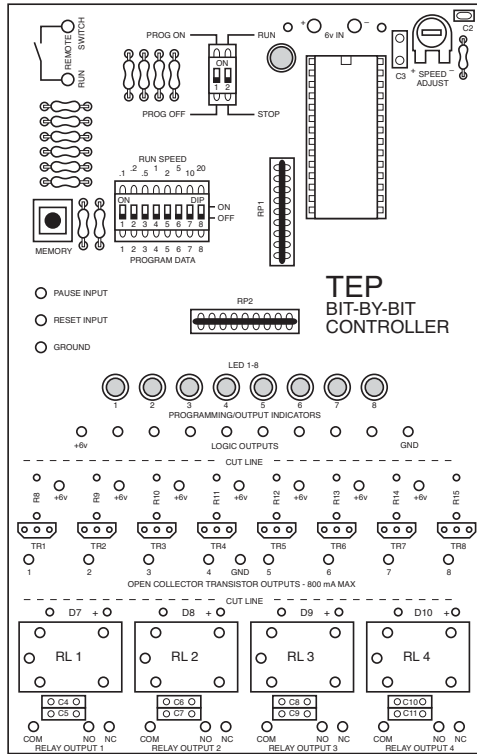 REMOTE
SWITCH
RUN
PROG ON
RUN
ON
1 2
PROG OFF
STOP
+ 6v IN −
C2
C3
+ −
SPEED
ADJUST
RUN SPEED
.1 .2 .5 1 2 5 10 20
ON DIP
1 2 3 4 5 6 7 8
ON
OFF
1 2 3 4 5 6 7 8
PROGRAM DATA
MEMORY
RP1
PAUSE INPUT
RESET INPUT
GROUND
RP2
TEP
BIT-BY-BIT
CONTROLLER
LED 1-8
1 2 3 4 5 6 7 8
PROGRAMMING/OUTPUT INDICATORS
+6v GND
LOGIC OUTPUTS
CUT LINE
R8 +6v R9 +6v R10 +6v R11 +6v R12 +6v R13 +6v R14 +6v R15
TR1 TR2 TR3 TR4 TR5 TR6 TR7 TR8
1 2 3 4 GND 5 6 7 8
OPEN COLLECTOR TRANSISTOR OUTPUTS - 800 mA MAX
CUT LINE
D7 + D8 + D9 + D10 +
RL 1 RL 2 RL 3 RL 4
C4 C6 C8 C10
C5 C7 C9 C11
COM NO NC COM NO NC COM NO NC COM NO NC
RELAY OUTPUT 1 RELAY OUTPUT 2 RELAY OUTPUT 3 RELAY OUTPUT 4